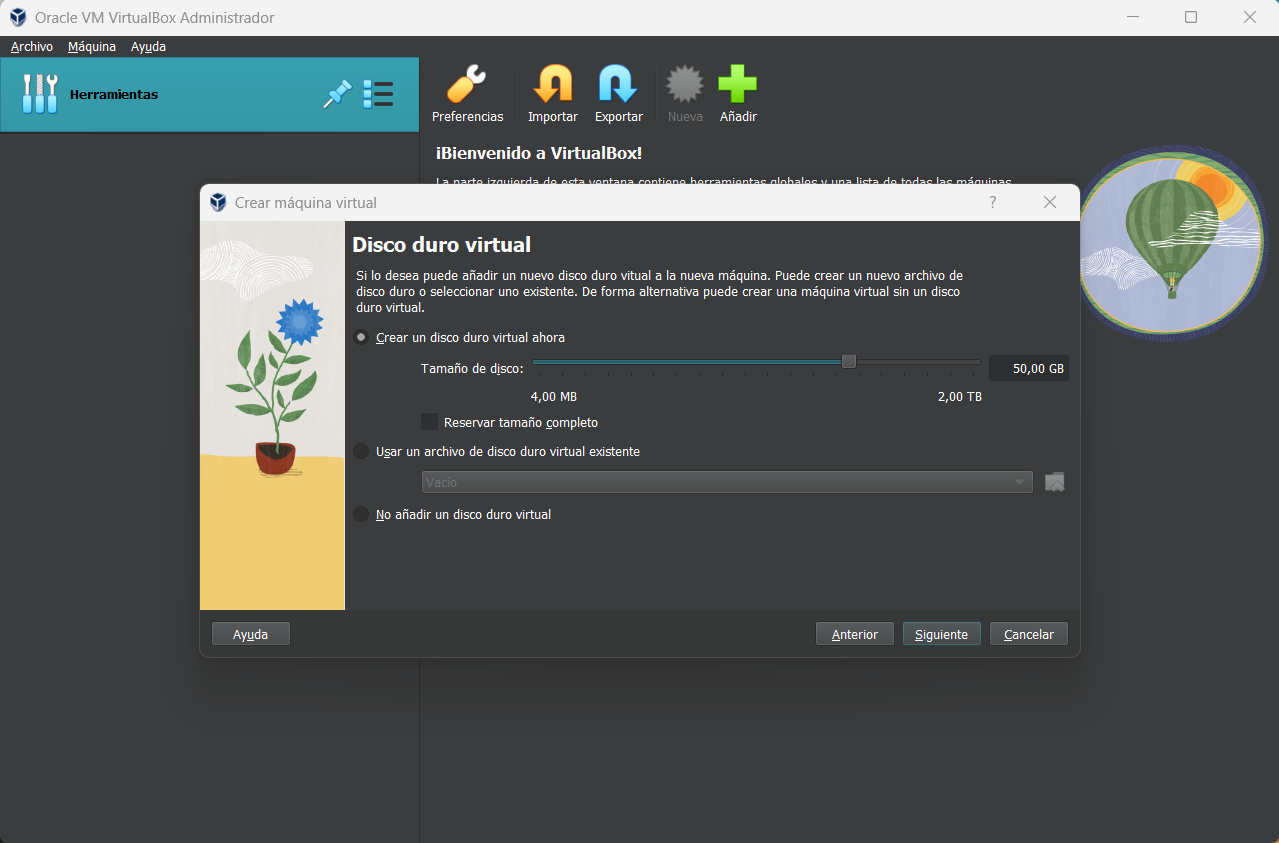 Oracle VM VirtualBox Administrador
Archivo Máquina Ayuda
Herramientas
Preferencias Importar Exportar Nueva Añadir
¡Bienvenido a VirtualBox!
La parte izquierda de esta ventana contiene herramientas globales y una lista de todas las máquinas
Crear máquina virtual ?
Disco duro virtual
Si lo desea puede añadir un nuevo disco duro vitual a la nueva máquina. Puede crear un nuevo archivo de
disco duro o seleccionar uno existente. De forma alternativa puede crear una máquina virtual sin un disco
duro virtual.
Crear un disco duro virtual ahora
Tamaño de disco: 50,00 GB
4,00 MB 2,00 TB
Reservar tamaño completo
Usar un archivo de disco duro virtual existente
Vacío
No añadir un disco duro virtual
Ayuda Anterior Siguiente Cancelar